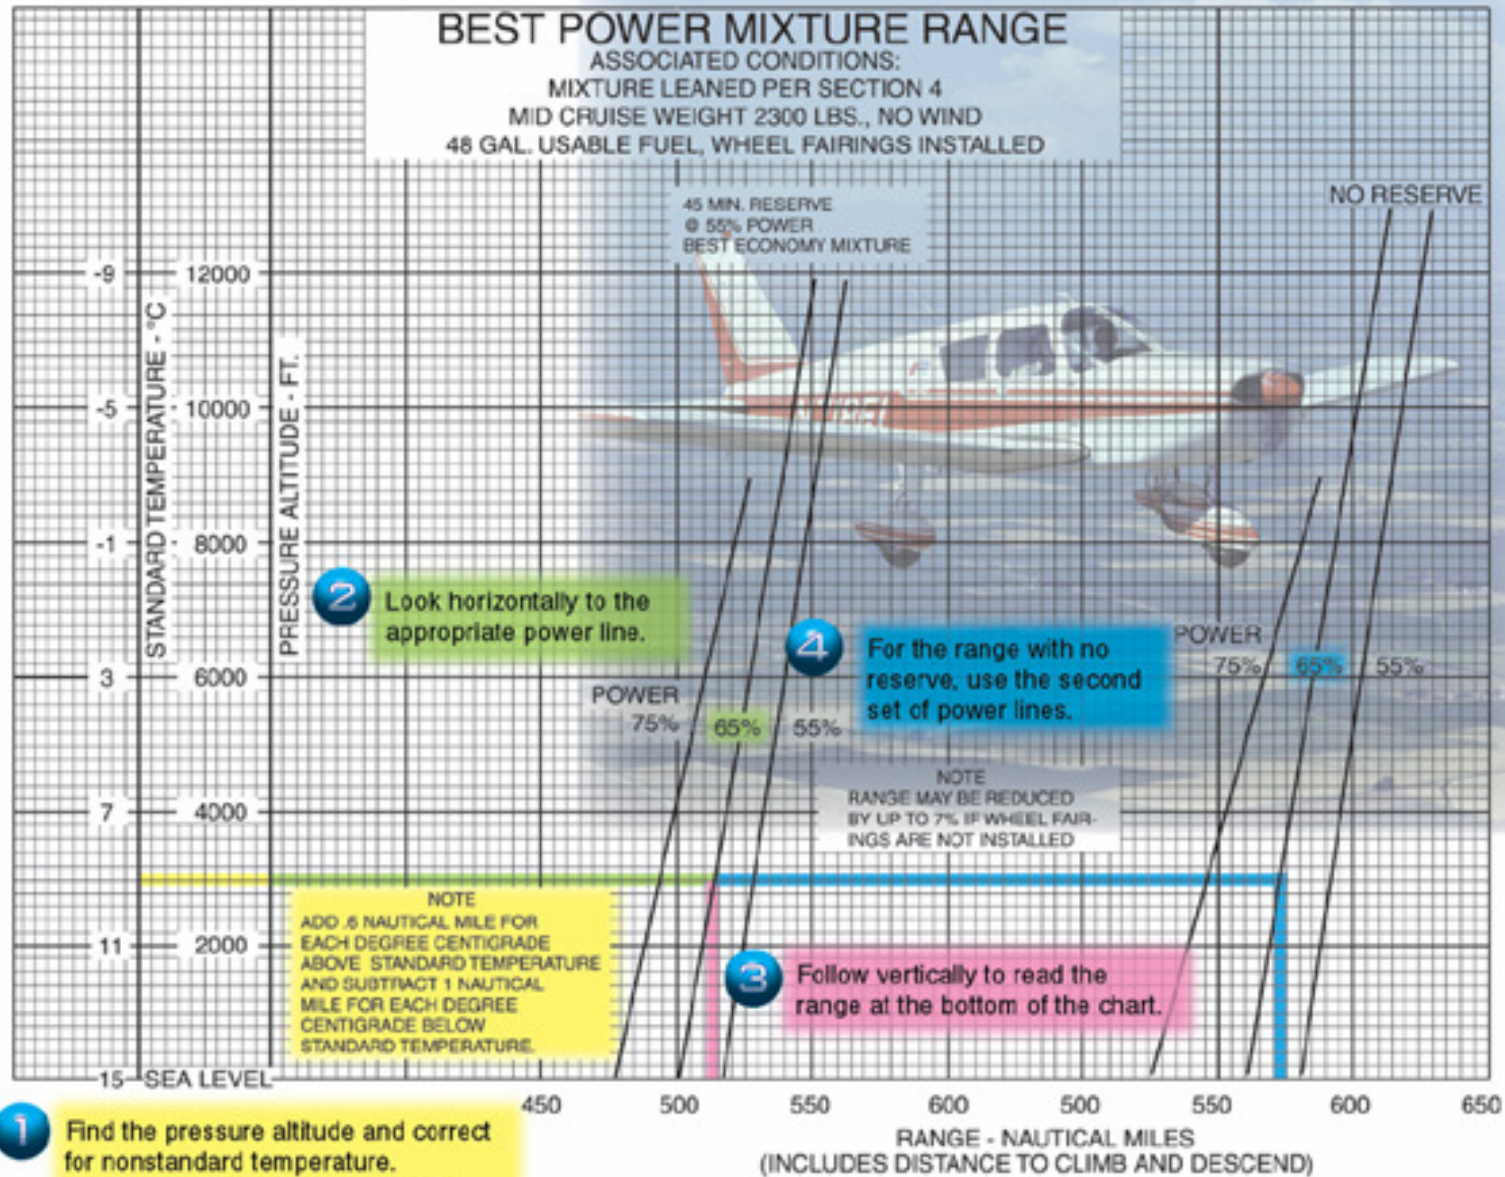 BEST POWER MIXTURE RANGE
ASSOCIATED CONDITIONS:
MIXTURE LEANED PER SECTION 4
MID CRUISE WEIGHT 2300 LBS., NO WIND
48 GAL. USABLE FUEL, WHEEL FAIRINGS INSTALLED
45 MIN. RESERVE
@ 55% POWER
BEST ECONOMY MIXTURE
NO RESERVE
-9 12000
-5 10000
-1 8000
3 6000
7 4000
11 2000
15 SEA LEVEL
STANDARD TEMPERATURE - °C
PRESSURE ALTITUDE - FT.
2
Look horizontally to the
appropriate power line.
4
For the range with no
reserve, use the second
set of power lines.
POWER
75% 65% 55%
POWER
75% 65% 55%
NOTE
RANGE MAY BE REDUCED
BY UP TO 7% IF WHEEL FAIR-
INGS ARE NOT INSTALLED
NOTE
ADD .6 NAUTICAL MILE FOR
EACH DEGREE CENTIGRADE
ABOVE STANDARD TEMPERATURE
AND SUBTRACT 1 NAUTICAL
MILE FOR EACH DEGREE
CENTIGRADE BELOW
STANDARD TEMPERATURE.
3
Follow vertically to read the
range at the bottom of the chart.
450 500 550 600 500 550 600 650
RANGE - NAUTICAL MILES
(INCLUDES DISTANCE TO CLIMB AND DESCEND)
1
Find the pressure altitude and correct
for nonstandard temperature.